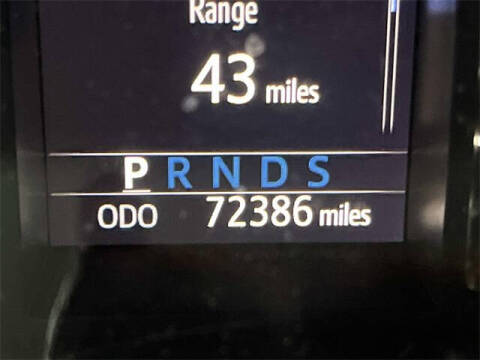 Range
43 miles
P R N D S
ODO 72386 miles